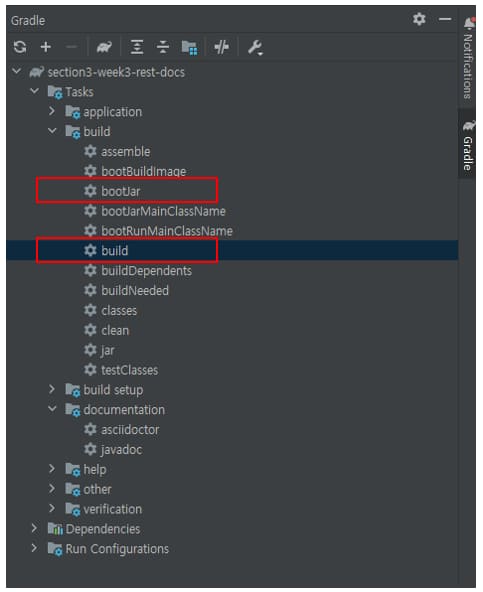 Gradle
section3-week3-rest-docs
Tasks
application
build
assemble
bootBuildImage
bootJar
bootJarMainClassName
bootRunMainClassName
build
buildDependents
buildNeeded
classes
clean
jar
testClasses
build setup
documentation
asciidoctor
javadoc
help
other
verification
Dependencies
Run Configurations
Notifications
Gradle